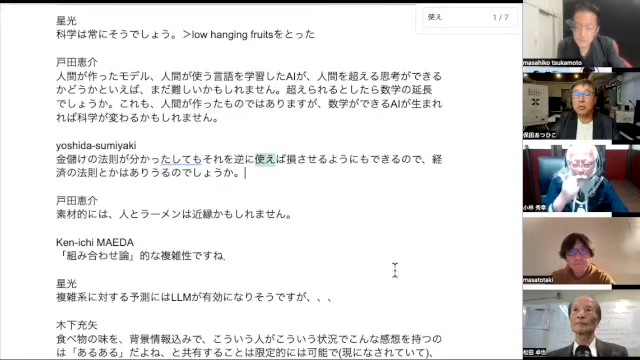 星光
科学は常にそうでしょう。＞low hanging fruitsをとった
戸田恵介
人間が作ったモデル、人間が使う言語を学習したAIが、人間を超える思考ができる
かどうかといえば、まだ難しいかもしれません。超えられるとしたら数学の延長
でしょうか。これも、人間が作ったものではありますが、数学ができるAIが生まれ
れば科学が変わるかもしれません。
yoshida-sumiyaki
金儲けの法則が分かったしてもそれを逆に使えば損させるようにもできるので、経
済の法則とかはありうるのでしょうか。
戸田恵介
素材的には、人とラーメンは近縁かもしれません。
Ken-ichi MAEDA
「組み合わせ論」的な複雑性ですね.
星光
複雑系に対する予測にはLLMが有効になりそうですが、、、
木下充矢
食べ物の味を、背景情報込みで、こういう人がこういう状況でこんな感想を持つの
は「あるある」だよね、と共有することは限定的には可能で(現になされていて)、
使え 1/7
masahiko tsukamoto
保田あつひこ
小林 秀章
masatotaki
松田 卓也